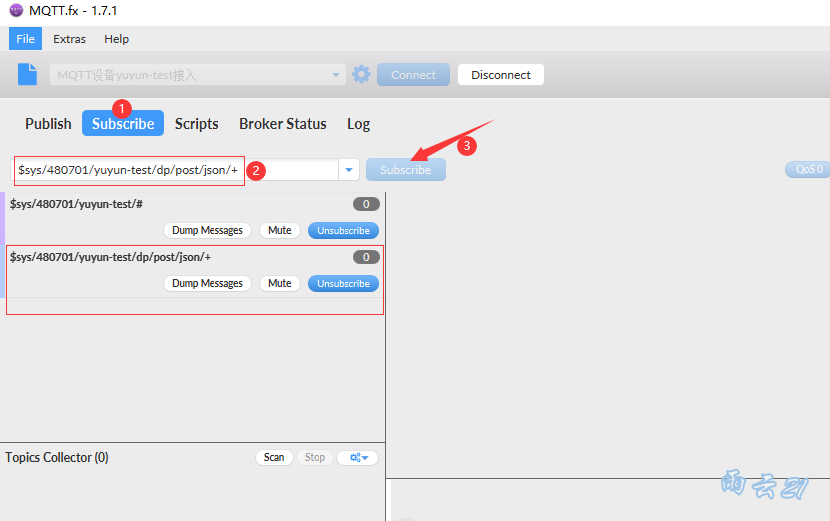 MQTT.fx - 1.7.1
File Extras Help
MQTT设备yuyun-test接入 Connect Disconnect
1
Publish Subscribe Scripts Broker Status Log
3
$sys/480701/yuyun-test/dp/post/json/+ 2 Subscribe QoS 0
$sys/480701/yuyun-test/# 0
Dump Messages Mute Unsubscribe
$sys/480701/yuyun-test/dp/post/json/+ 0
Dump Messages Mute Unsubscribe
Topics Collector (0) Scan Stop
雨云21